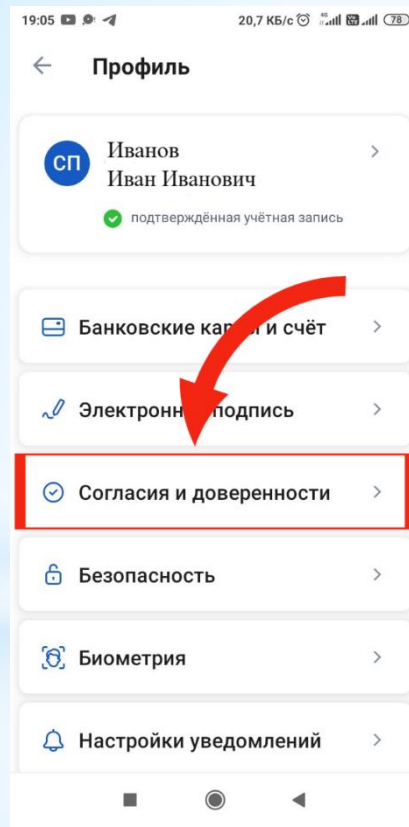 19:05 20,7 КБ/с 4G 78
Профиль
СП
Иванов
Иван Иванович
подтверждённая учётная запись
Банковские карты и счёт
Электронная подпись
Согласия и доверенности
Безопасность
Биометрия
Настройки уведомлений